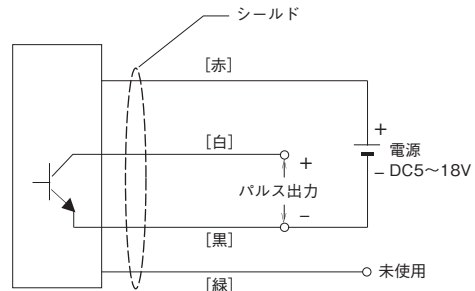 シールド
[赤]
[白]
+
電源
− DC5～18V
+
パルス出力
−
[黒]
未使用
[緑]